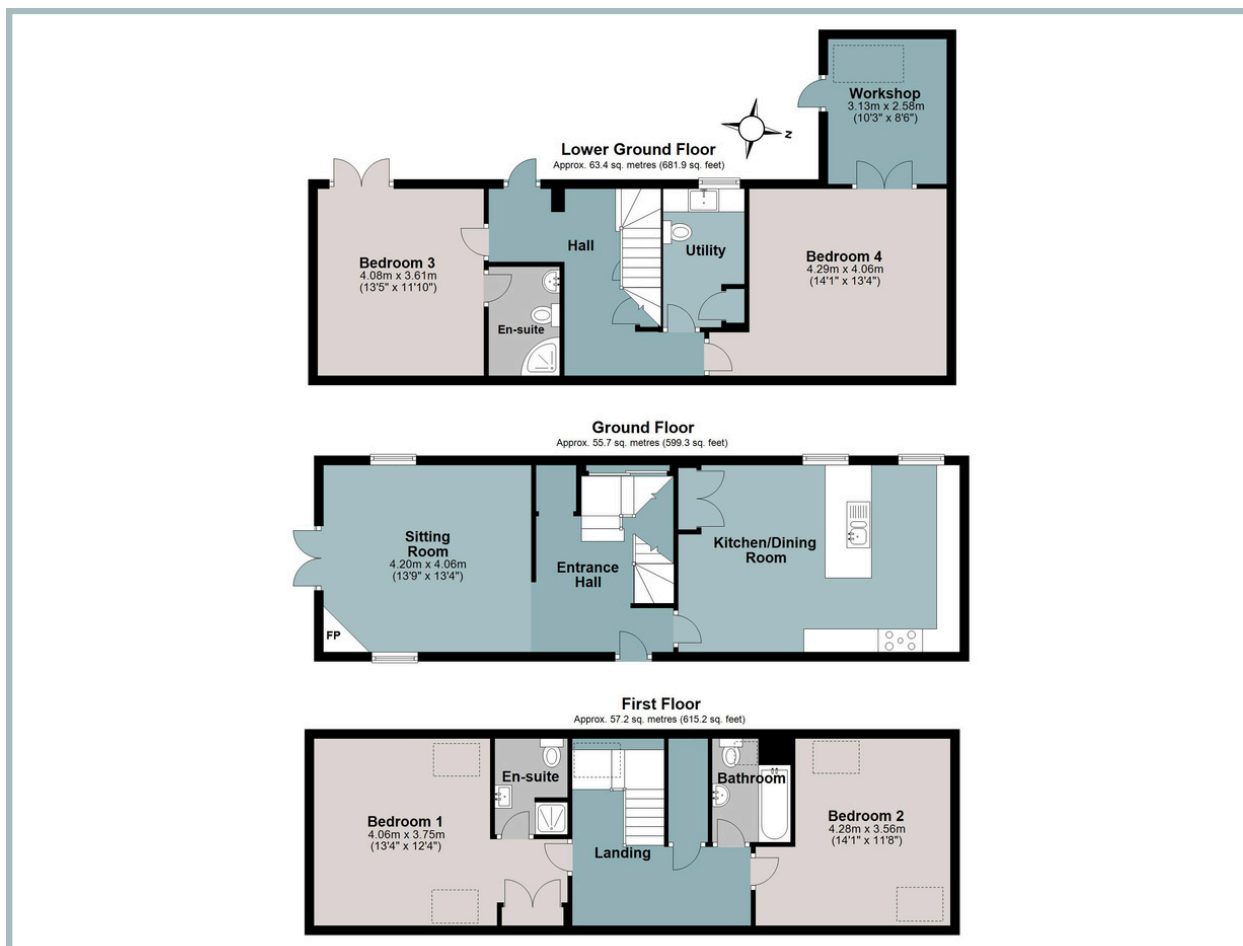 Workshop
3.13m x 2.58m
(10'3" x 8'6")
Z
Lower Ground Floor
Approx. 63.4 sq. metres (681.9 sq. feet)
Bedroom 3
4.08m x 3.61m
(13'5" x 11'10")
Hall
Utility
Bedroom 4
4.29m x 4.06m
(14'1" x 13'4")
En-suite
Ground Floor
Approx. 55.7 sq. metres (599.3 sq. feet)
Sitting
Room
4.20m x 4.06m
(13'9" x 13'4")
Entrance
Hall
Kitchen/Dining
Room
FP
First Floor
Approx. 57.2 sq. metres (615.2 sq. feet)
En-suite
Bathroom
Bedroom 1
4.06m x 3.75m
(13'4" x 12'4")
Landing
Bedroom 2
4.28m x 3.56m
(14'1" x 11'8")